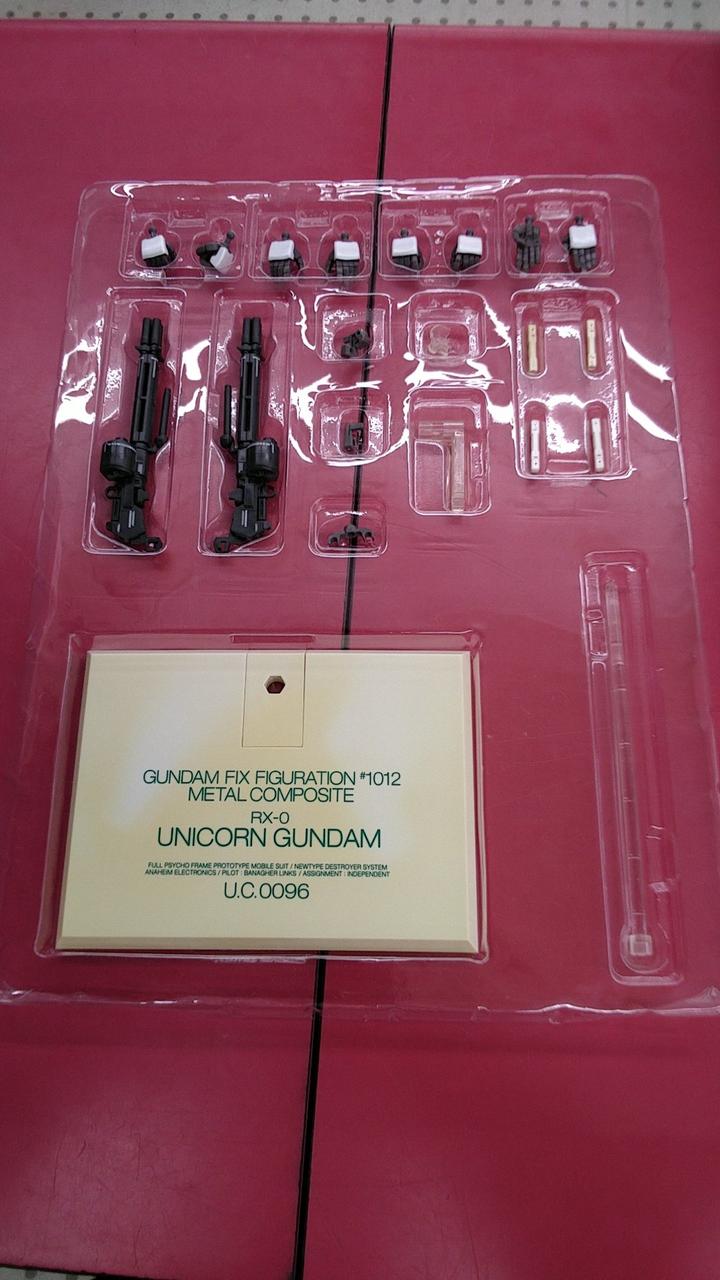 GUNDAM FIX FIGURATION #1012
METAL COMPOSITE
RX-0
UNICORN GUNDAM
FULL PSYCHO FRAME PROTOTYPE MOBILE SUIT / NEWTYPE DESTROYER SYSTEM
ANAHEIM ELECTRONICS / PILOT : BANAGHER LINKS / ASSIGNMENT : INDEPENDENT
U.C.0096